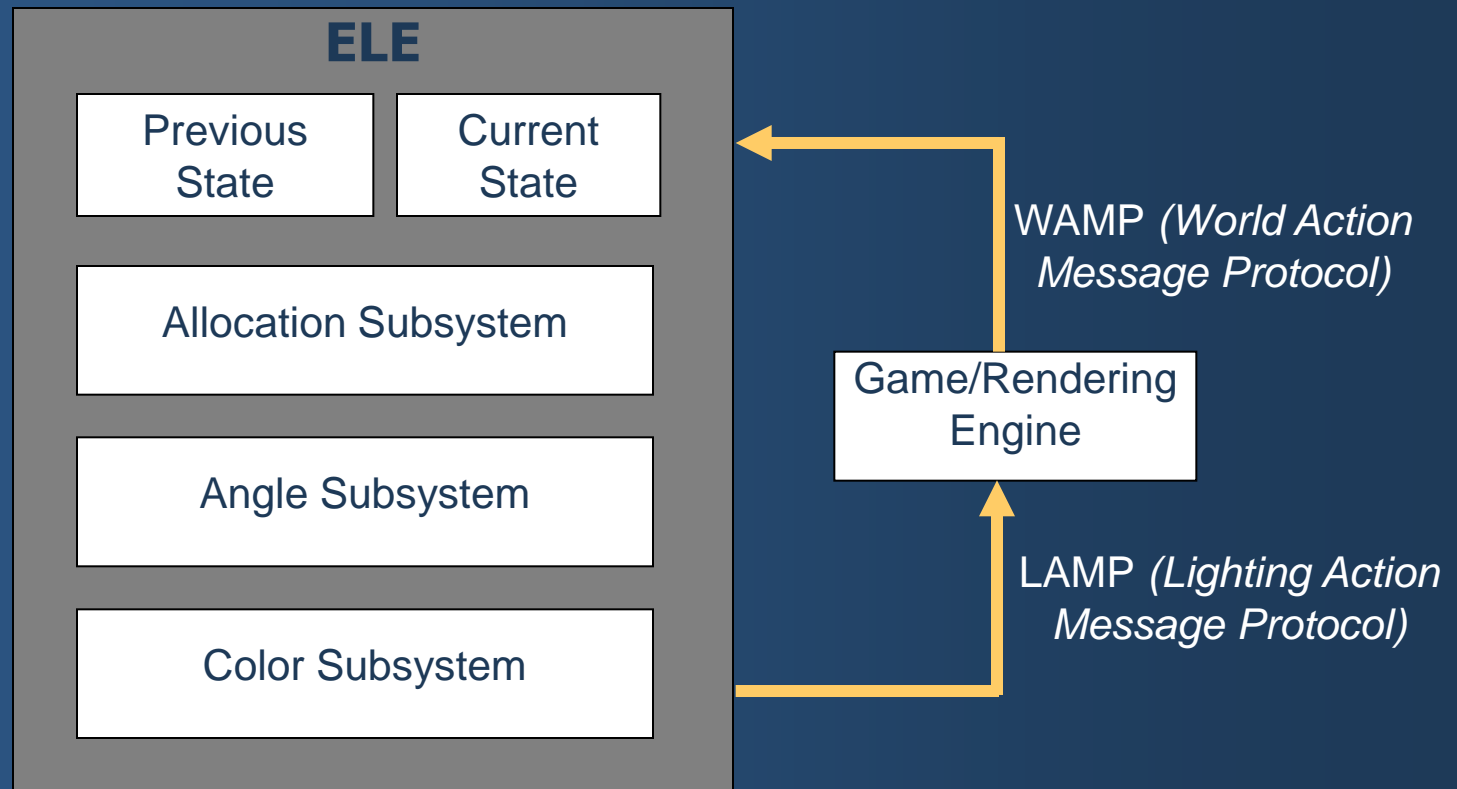 ELE
Previous
State
Current
State
Allocation Subsystem
Angle Subsystem
Color Subsystem
WAMP (World Action
Message Protocol)
Game/Rendering
Engine
LAMP (Lighting Action
Message Protocol)